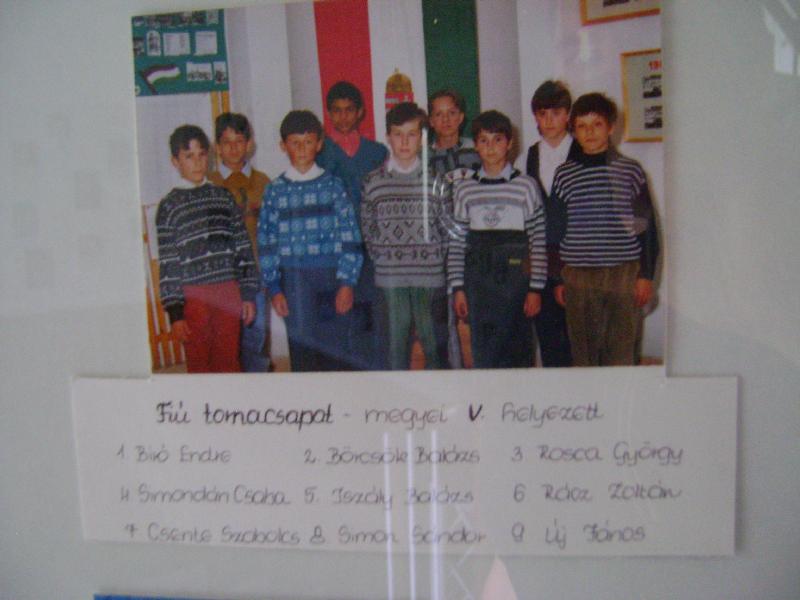 Fiú tornacsapat - megyei V. helyezett
1. Bíró Endre 2. Börcsök Balázs 3 Rosca György
4 Simondán Csaba 5. Iszály Balázs 6 Rácz Zoltán
7 Csente Szabolcs 8 Simon Sándor 9 Új János